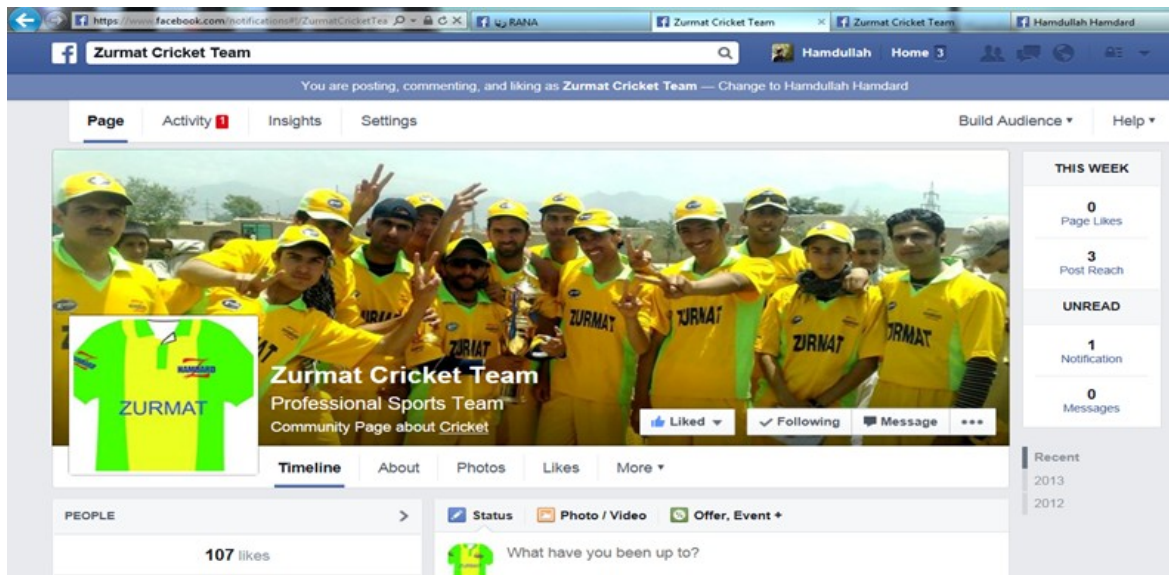 https://www.facebook.com/notifications#!/ZurmatCricketTea
RANA رڼا
Zurmat Cricket Team
Zurmat Cricket Team
Hamdullah Hamdard
Zurmat Cricket Team
Hamdullah
Home 3
You are posting, commenting, and liking as Zurmat Cricket Team — Change to Hamdullah Hamdard
Page
Activity 1
Insights
Settings
Build Audience
Help
THIS WEEK
0
Page Likes
3
Post Reach
UNREAD
1
Notification
0
Messages
Recent
2013
2012
ZURMAT
ZURMAT
ZURMAT
ZURMAT
HAMDARD
ZURMAT
Zurmat Cricket Team
Professional Sports Team
Community Page about Cricket
Liked
Following
Message
Timeline
About
Photos
Likes
More
PEOPLE
107 likes
Status
Photo / Video
Offer, Event +
What have you been up to?